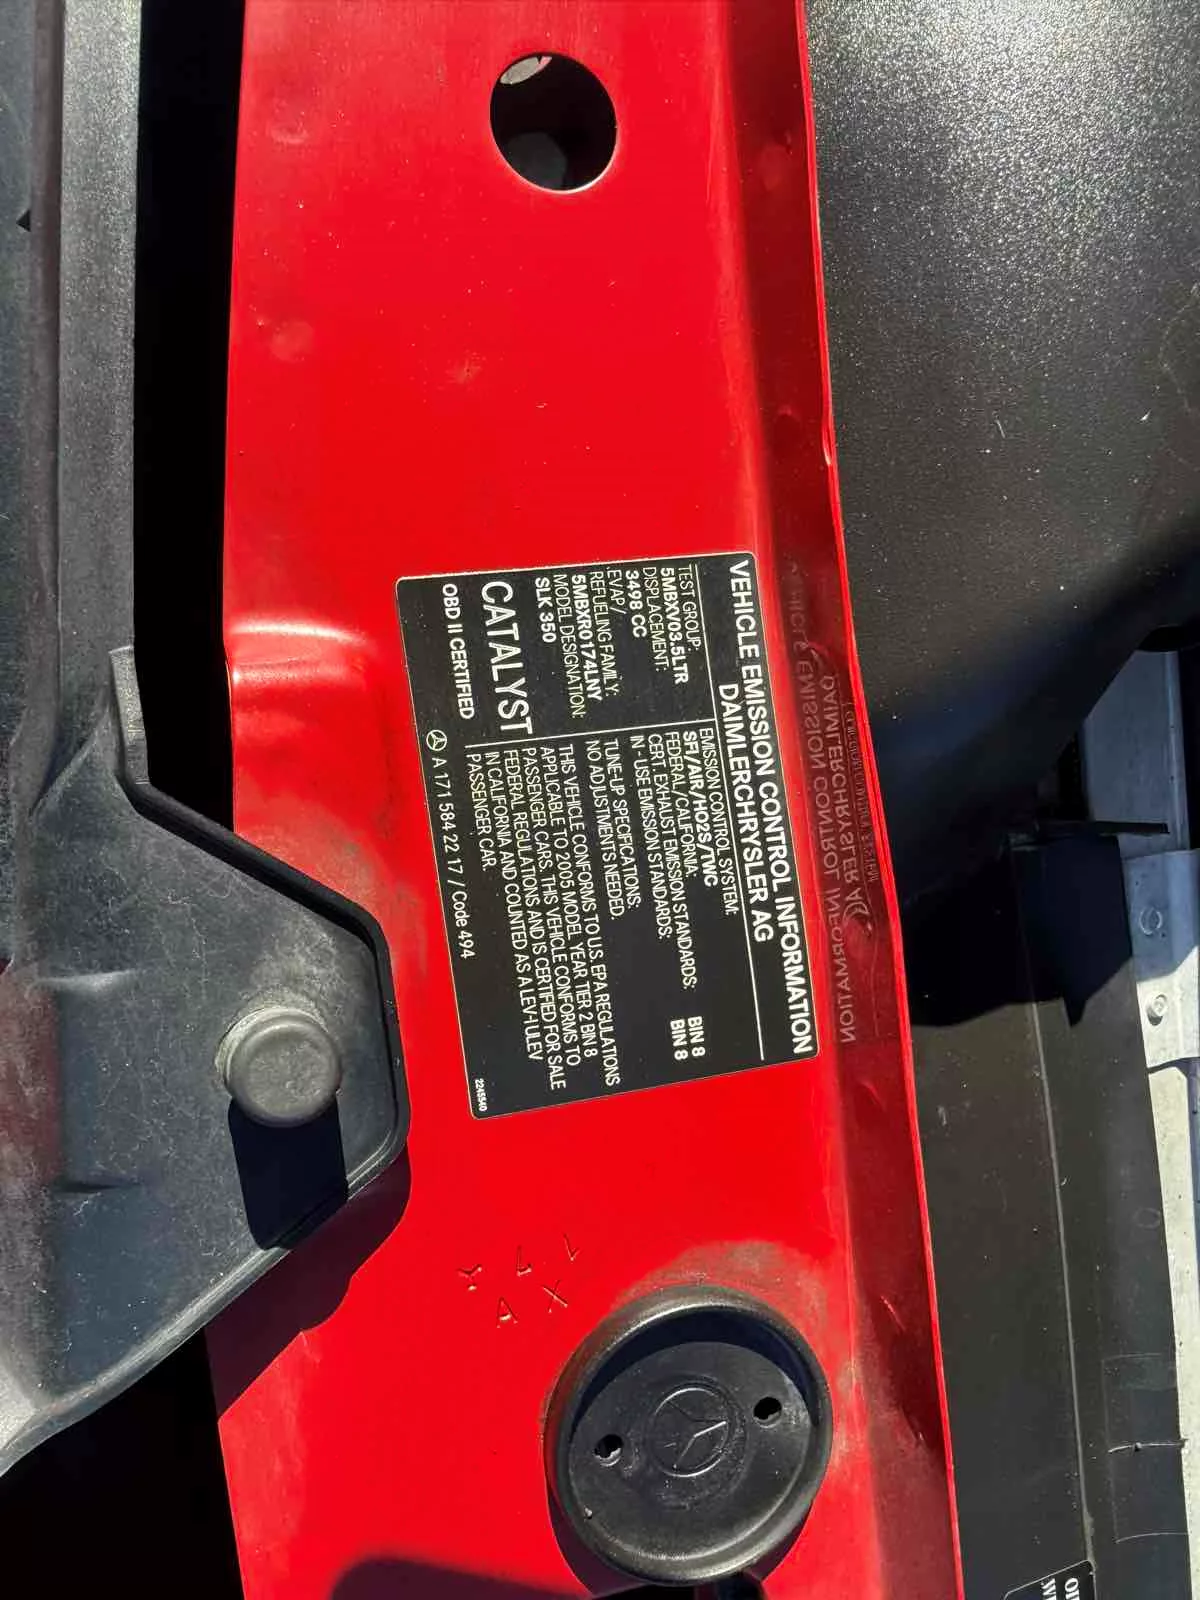 VEHICLE EMISSION CONTROL INFORMATION
DAIMLERCHRYSLER AG
TEST GROUP:
5MBXV03.5LTR
DISPLACEMENT:
3498 CC
EVAP/
REFUELING FAMILY:
5MBXR0174LNY
MODEL DESIGNATION:
SLK 350
CATALYST
OBD II CERTIFIED
EMISSION CONTROL SYSTEM:
SFI/AIR/HO2S/TWC
FEDERAL/CALIFORNIA:
CERT. EXHAUST EMISSION STANDARDS: BIN 8
IN - USE EMISSION STANDARDS: BIN 8
TUNE-UP SPECIFICATIONS:
NO ADJUSTMENTS NEEDED.
THIS VEHICLE CONFORMS TO U.S. EPA REGULATIONS
APPLICABLE TO 2005 MODEL YEAR TIER 2 BIN 8
PASSENGER CARS. THIS VEHICLE CONFORMS TO
FEDERAL REGULATIONS AND IS CERTIFIED FOR SALE
IN CALIFORNIA AND COUNTED AS A LEV-I ULEV
PASSENGER CAR.
A 171 584 22 17 / Code 494
2245540